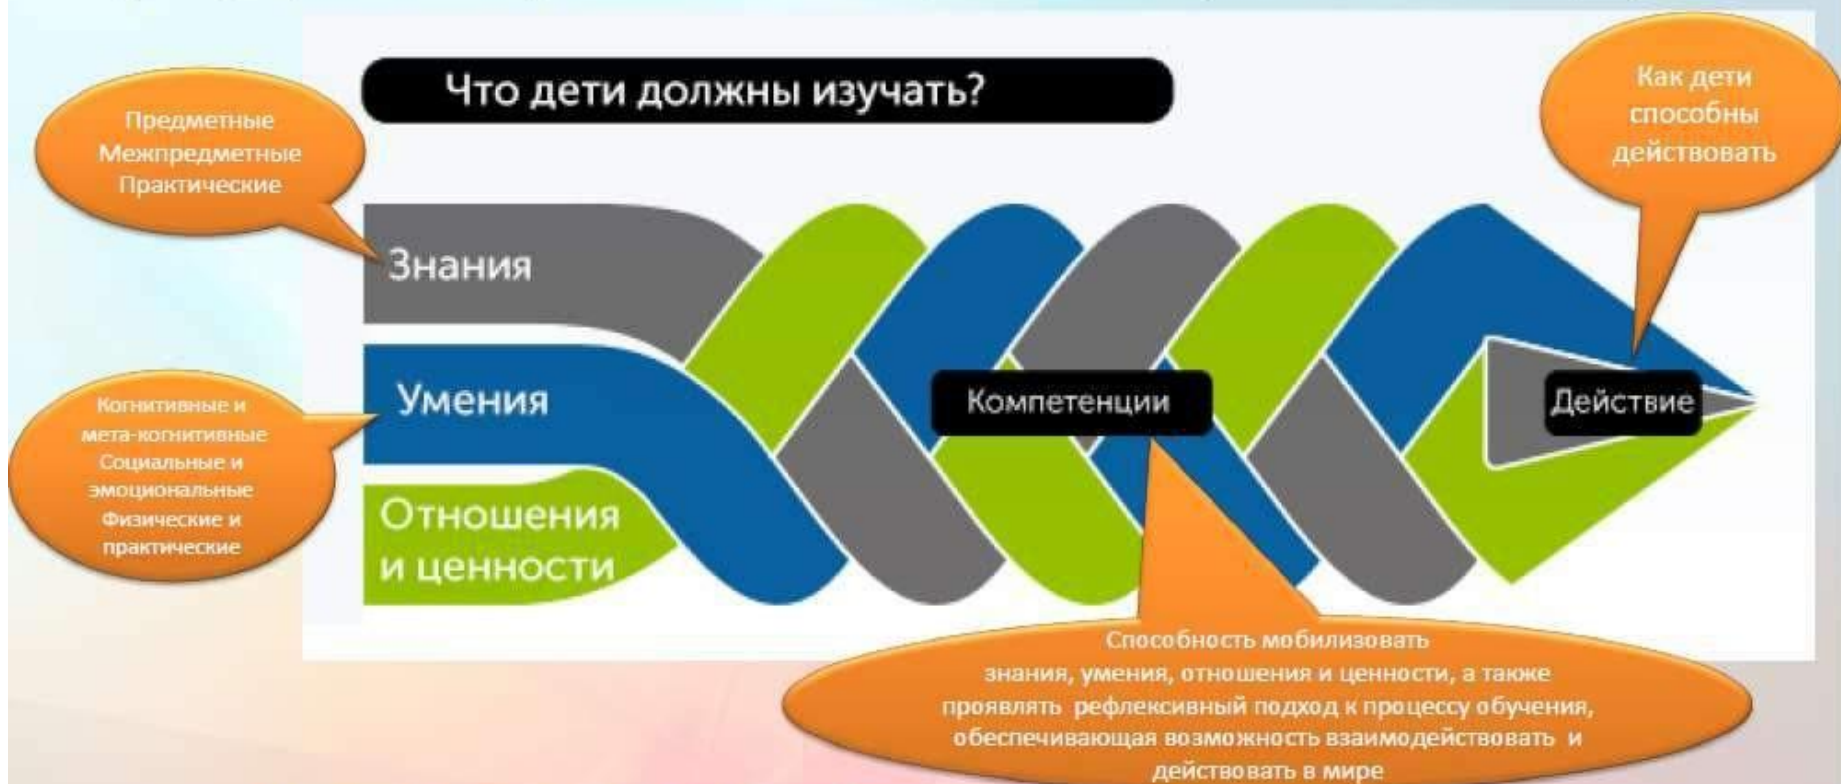 Что дети должны изучать?
Предметные
Межпредметные
Практические
Как дети
способны
действовать
Знания
Умения
Отношения
и ценности
Когнитивные и
мета-когнитивные
Социальные и
эмоциональные
Физические и
практические
Компетенции
Действие
Способность мобилизовать
знания, умения, отношения и ценности, а также
проявлять рефлексивный подход к процессу обучения,
обеспечивающая возможность взаимодействовать и
действовать в мире